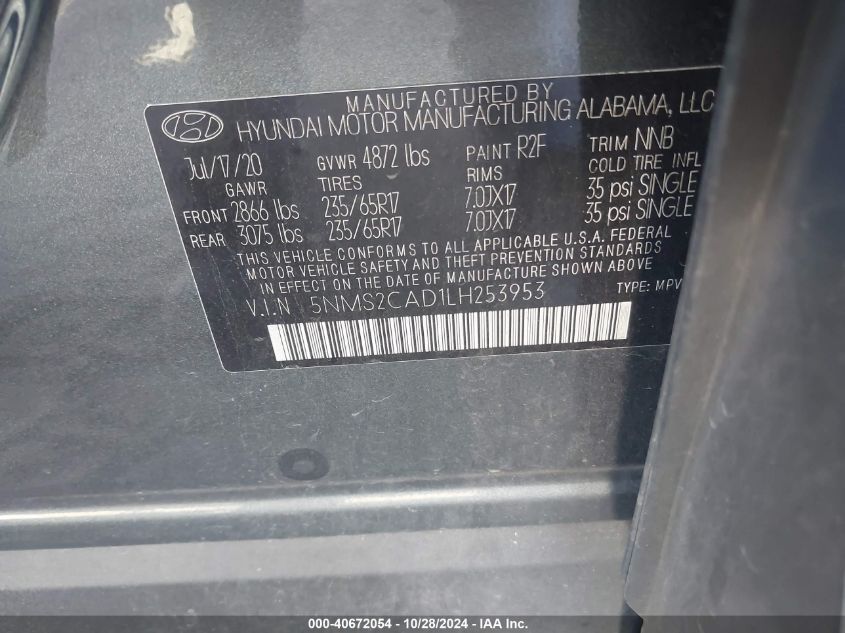 MANUFACTURED BY
HYUNDAI MOTOR MANUFACTURING ALABAMA, LLC
Jul/17/20 GVWR 4872 lbs PAINT R2F TRIM NNB
GAWR TIRES RIMS COLD TIRE INFL
FRONT 2866 lbs 235/65R17 7.0JX17 35 psi SINGLE
REAR 3075 lbs 235/65R17 7.0JX17 35 psi SINGLE
THIS VEHICLE CONFORMS TO ALL APPLICABLE U.S.A. FEDERAL
MOTOR VEHICLE SAFETY AND THEFT PREVENTION STANDARDS
IN EFFECT ON THE DATE OF MANUFACTURE SHOWN ABOVE
V.I.N 5NMS2CAD1LH253953 TYPE: MPV
000-40672054 - 10/28/2024 - IAA Inc.